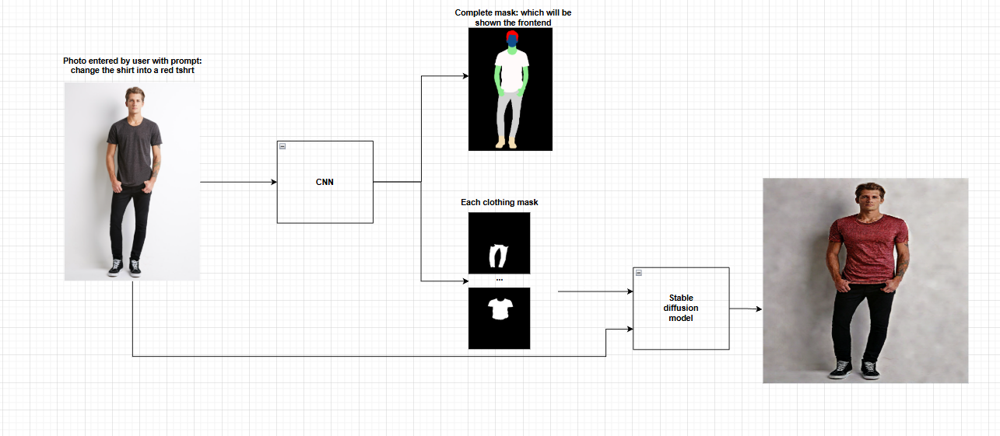 Complete mask: which will be
shown the frontend
Photo entered by user with prompt:
change the shirt into a red tshrt
CNN
Each clothing mask
...
Stable
diffusion
model